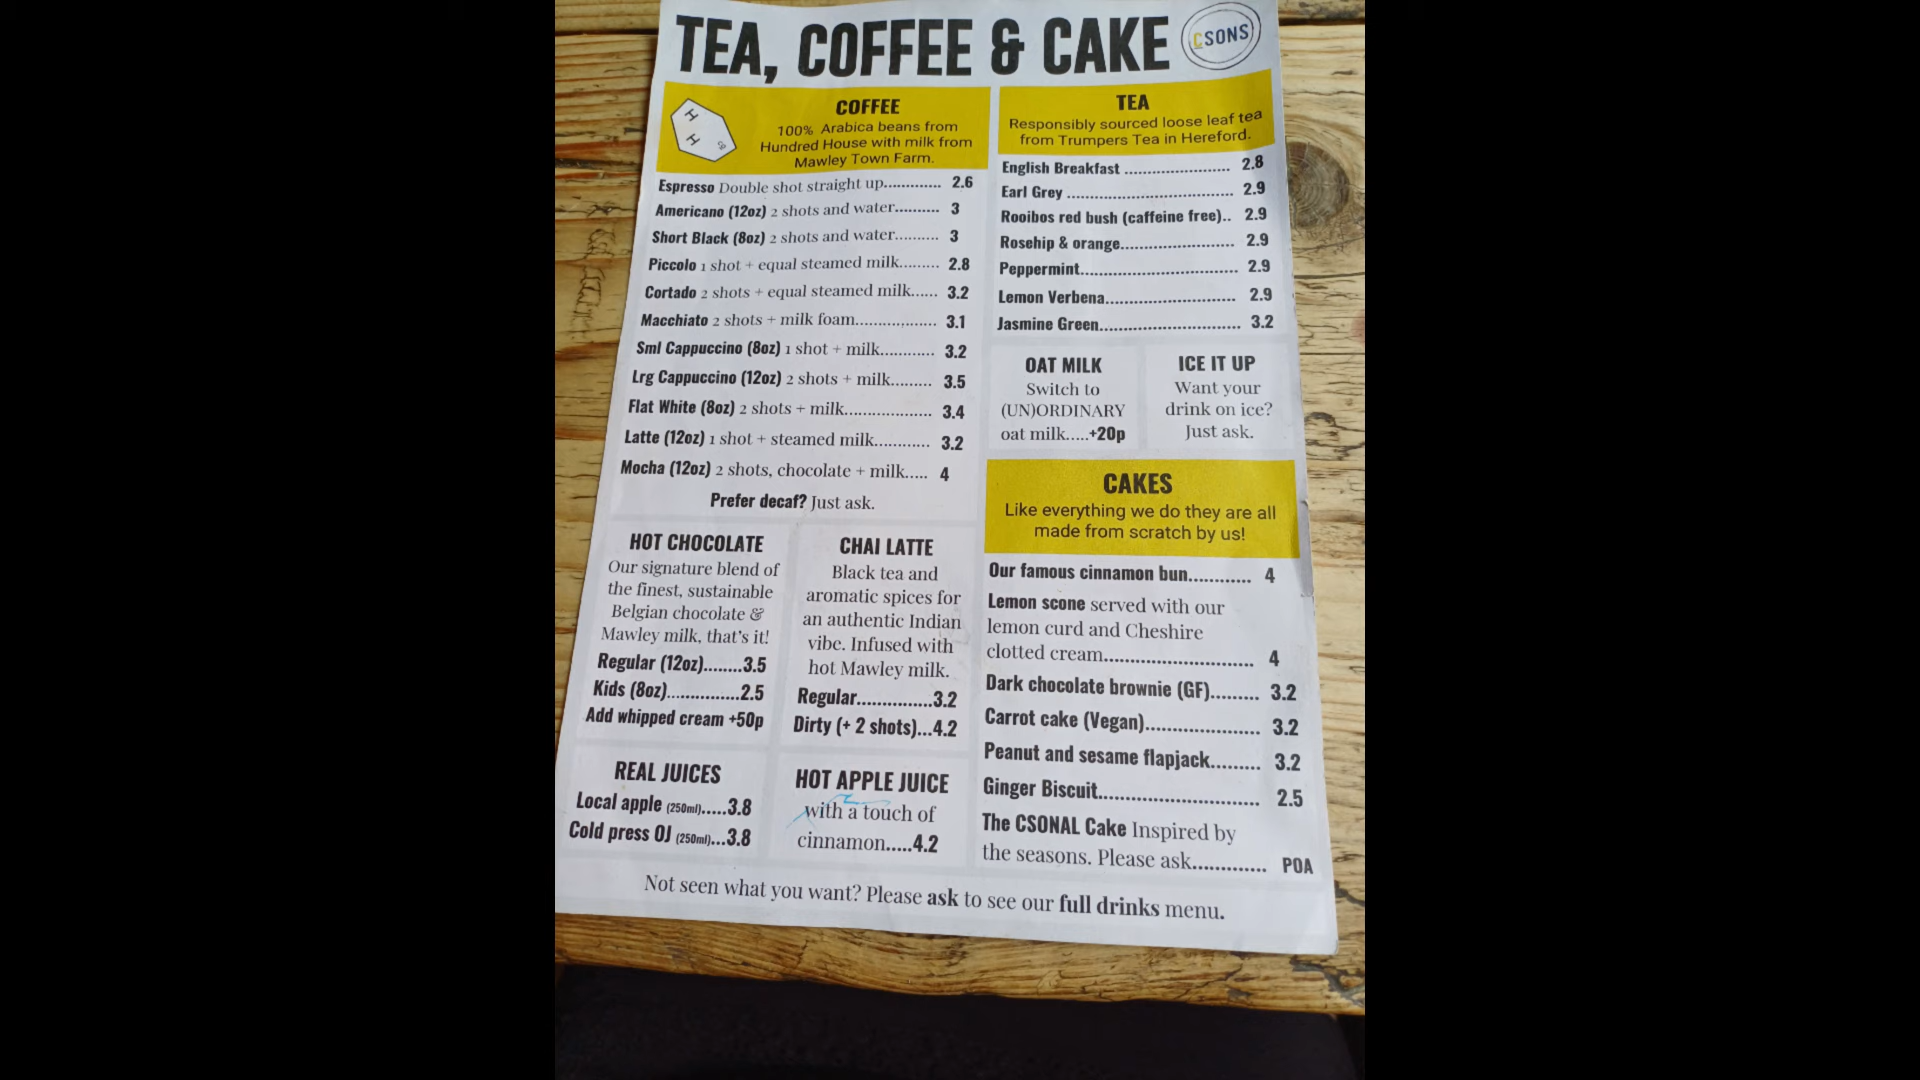 TEA, COFFEE & CAKE
CSONS
COFFEE
100% Arabica beans from
Hundred House with milk from
Mawley Town Farm.
H
H
Espresso Double shot straight up............ 2.6
Americano (12oz) 2 shots and water.......... 3
Short Black (8oz) 2 shots and water.......... 3
Piccolo 1 shot + equal steamed milk......... 2.8
Cortado 2 shots + equal steamed milk...... 3.2
Macchiato 2 shots + milk foam.................. 3.1
Sml Cappuccino (8oz) 1 shot + milk............ 3.2
Lrg Cappuccino (12oz) 2 shots + milk......... 3.5
Flat White (8oz) 2 shots + milk................... 3.4
Latte (12oz) 1 shot + steamed milk............ 3.2
Mocha (12oz) 2 shots, chocolate + milk..... 4
Prefer decaf? Just ask.
HOT CHOCOLATE
Our signature blend of
the finest, sustainable
Belgian chocolate &
Mawley milk, that's it!
Regular (12oz)........3.5
Kids (8oz)...............2.5
Add whipped cream +50p
CHAI LATTE
Black tea and
aromatic spices for
an authentic Indian
vibe. Infused with
hot Mawley milk.
Regular................3.2
Dirty (+ 2 shots)...4.2
REAL JUICES
Local apple (250ml).....3.8
Cold press OJ (250ml)...3.8
HOT APPLE JUICE
with a touch of
cinnamon.....4.2
TEA
Responsibly sourced loose leaf tea
from Trumpers Tea in Hereford.
English Breakfast ....................... 2.8
Earl Grey .................................... 2.9
Rooibos red bush (caffeine free).. 2.9
Rosehip & orange......................... 2.9
Peppermint.................................. 2.9
Lemon Verbena............................ 2.9
Jasmine Green.............................. 3.2
OAT MILK
Switch to
(UN)ORDINARY
oat milk.....+20p
ICE IT UP
Want your
drink on ice?
Just ask.
CAKES
Like everything we do they are all
made from scratch by us!
Our famous cinnamon bun............ 4
Lemon scone served with our
lemon curd and Cheshire
clotted cream............................. 4
Dark chocolate brownie (GF)......... 3.2
Carrot cake (Vegan)...................... 3.2
Peanut and sesame flapjack......... 3.2
Ginger Biscuit............................... 2.5
The CSONAL Cake Inspired by
the seasons. Please ask............. POA
Not seen what you want? Please ask to see our full drinks menu.